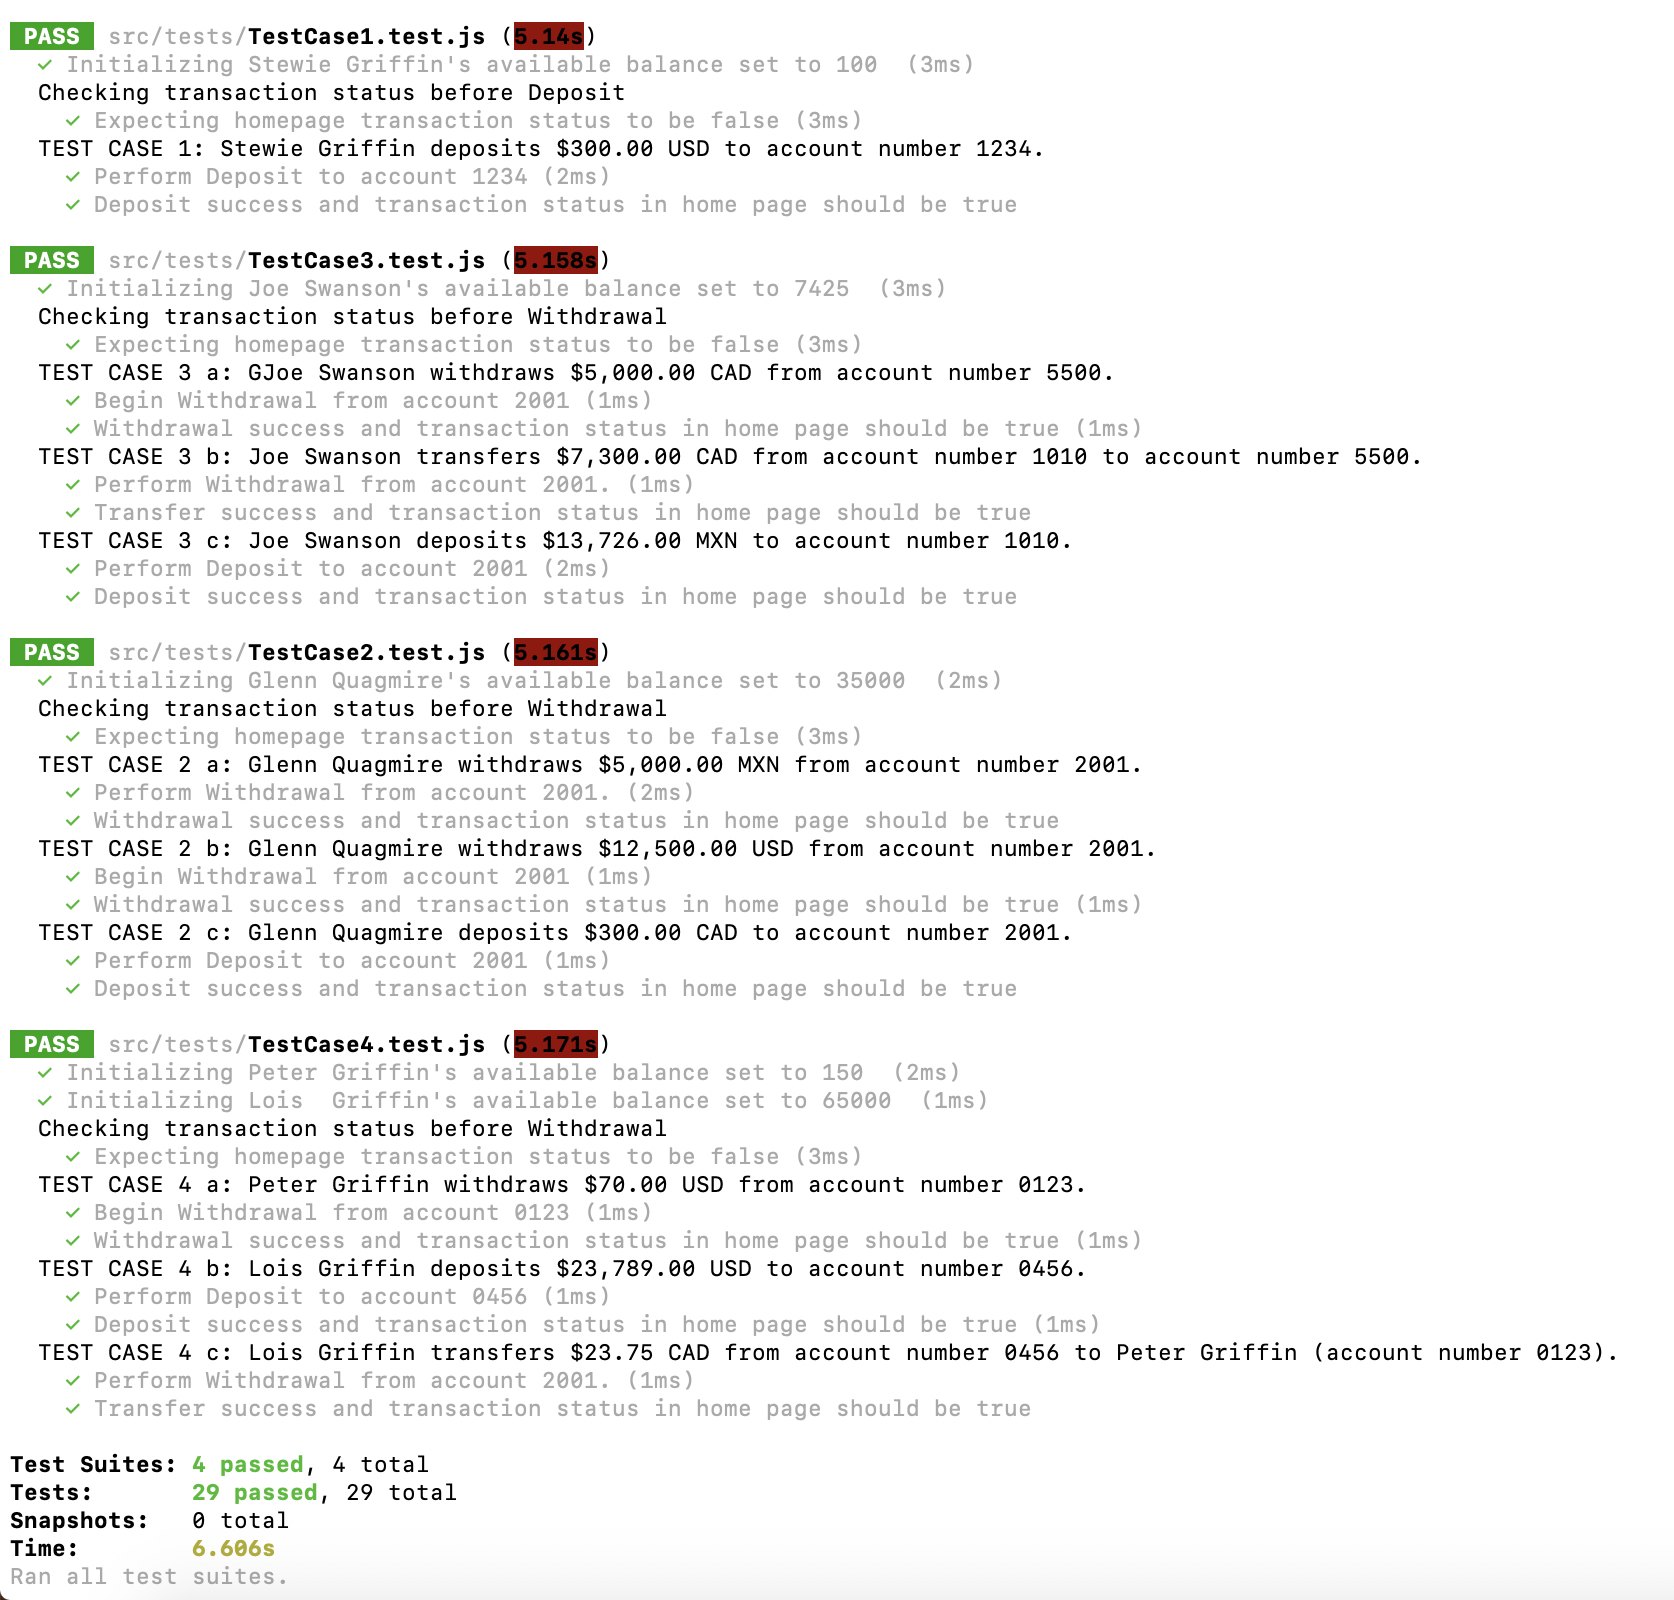 PASS src/tests/TestCase1.test.js (5.14s)
✓ Initializing Stewie Griffin's available balance set to 100  (3ms)
Checking transaction status before Deposit
✓ Expecting homepage transaction status to be false (3ms)
TEST CASE 1: Stewie Griffin deposits $300.00 USD to account number 1234.
✓ Perform Deposit to account 1234 (2ms)
✓ Deposit success and transaction status in home page should be true
PASS src/tests/TestCase3.test.js (5.158s)
✓ Initializing Joe Swanson's available balance set to 7425  (3ms)
Checking transaction status before Withdrawal
✓ Expecting homepage transaction status to be false (3ms)
TEST CASE 3 a: GJoe Swanson withdraws $5,000.00 CAD from account number 5500.
✓ Begin Withdrawal from account 2001 (1ms)
✓ Withdrawal success and transaction status in home page should be true (1ms)
TEST CASE 3 b: Joe Swanson transfers $7,300.00 CAD from account number 1010 to account number 5500.
✓ Perform Withdrawal from account 2001. (1ms)
✓ Transfer success and transaction status in home page should be true
TEST CASE 3 c: Joe Swanson deposits $13,726.00 MXN to account number 1010.
✓ Perform Deposit to account 2001 (2ms)
✓ Deposit success and transaction status in home page should be true
PASS src/tests/TestCase2.test.js (5.161s)
✓ Initializing Glenn Quagmire's available balance set to 35000  (2ms)
Checking transaction status before Withdrawal
✓ Expecting homepage transaction status to be false (3ms)
TEST CASE 2 a: Glenn Quagmire withdraws $5,000.00 MXN from account number 2001.
✓ Perform Withdrawal from account 2001. (2ms)
✓ Withdrawal success and transaction status in home page should be true
TEST CASE 2 b: Glenn Quagmire withdraws $12,500.00 USD from account number 2001.
✓ Begin Withdrawal from account 2001 (1ms)
✓ Withdrawal success and transaction status in home page should be true (1ms)
TEST CASE 2 c: Glenn Quagmire deposits $300.00 CAD to account number 2001.
✓ Perform Deposit to account 2001 (1ms)
✓ Deposit success and transaction status in home page should be true
PASS src/tests/TestCase4.test.js (5.171s)
✓ Initializing Peter Griffin's available balance set to 150  (2ms)
✓ Initializing Lois  Griffin's available balance set to 65000  (1ms)
Checking transaction status before Withdrawal
✓ Expecting homepage transaction status to be false (3ms)
TEST CASE 4 a: Peter Griffin withdraws $70.00 USD from account number 0123.
✓ Begin Withdrawal from account 0123 (1ms)
✓ Withdrawal success and transaction status in home page should be true (1ms)
TEST CASE 4 b: Lois Griffin deposits $23,789.00 USD to account number 0456.
✓ Perform Deposit to account 0456 (1ms)
✓ Deposit success and transaction status in home page should be true (1ms)
TEST CASE 4 c: Lois Griffin transfers $23.75 CAD from account number 0456 to Peter Griffin (account number 0123).
✓ Perform Withdrawal from account 2001. (1ms)
✓ Transfer success and transaction status in home page should be true
Test Suites: 4 passed, 4 total
Tests: 29 passed, 29 total
Snapshots: 0 total
Time: 6.606s
Ran all test suites.